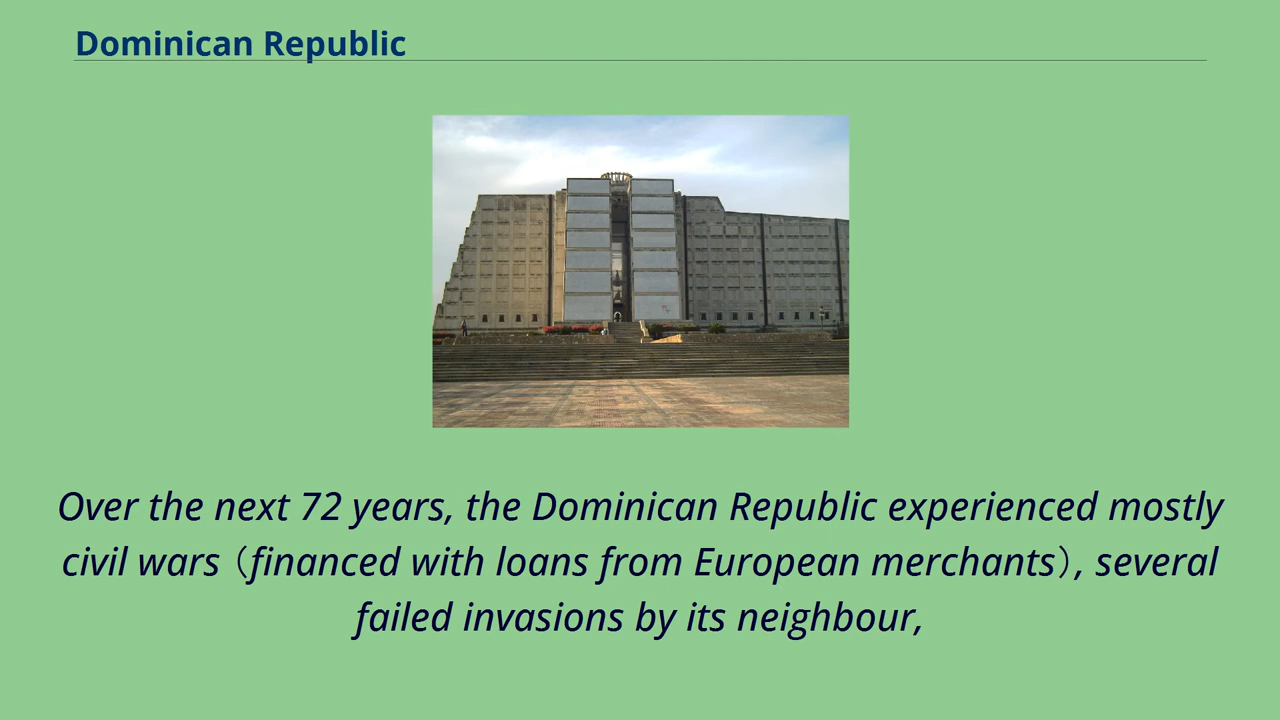 Dominican Republic
Over the next 72 years, the Dominican Republic experienced mostly
civil wars（financed with loans from European merchants）, several
failed invasions by its neighbour,